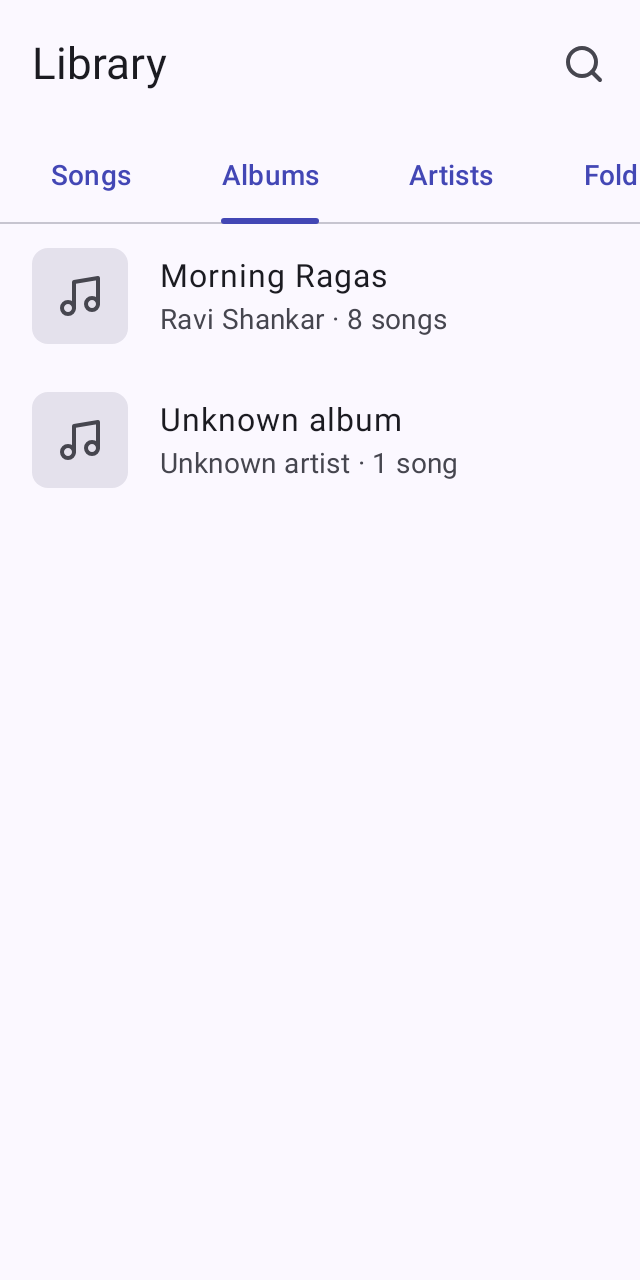 Library
Songs Albums Artists Fold
Morning Ragas
Ravi Shankar · 8 songs
Unknown album
Unknown artist · 1 song